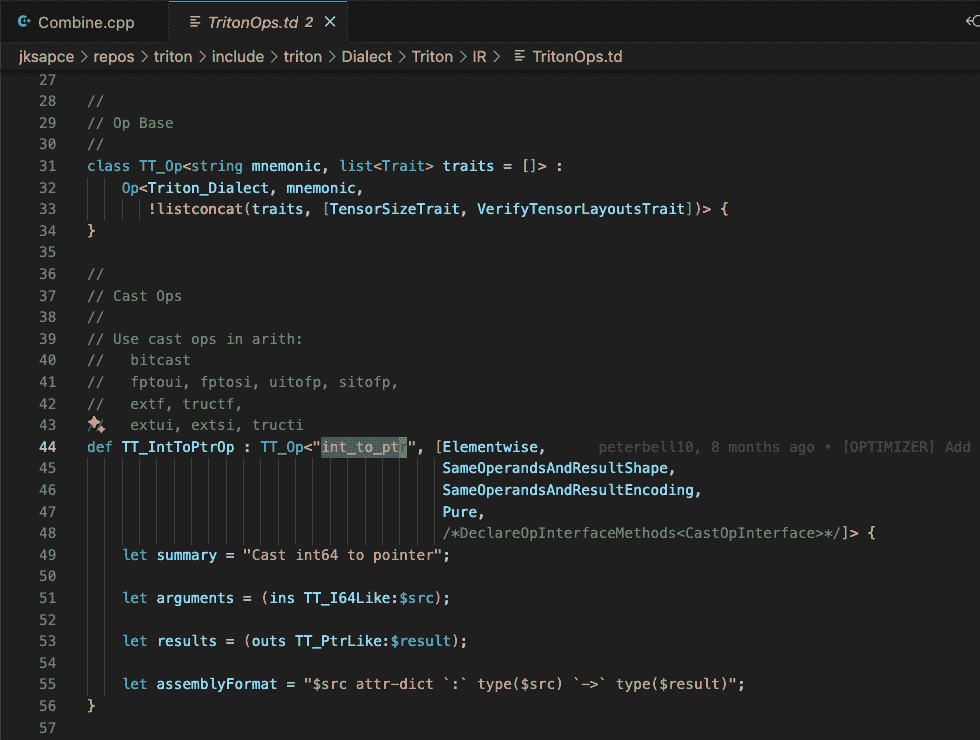 Combine.cpp
TritonOps.td 2
jksapce > repos > triton > include > triton > Dialect > Triton > IR > TritonOps.td
27
28 //
29 // Op Base
30 //
31 class TT_Op<string mnemonic, list<Trait> traits = []> :
32 Op<Triton_Dialect, mnemonic,
33 !listconcat(traits, [TensorSizeTrait, VerifyTensorLayoutsTrait])> {
34 }
35
36 //
37 // Cast Ops
38 //
39 // Use cast ops in arith:
40 // bitcast
41 // fptoui, fptosi, uitofp, sitofp,
42 // extf, tructf,
43 // extui, extsi, tructi
44 def TT_IntToPtrOp : TT_Op<"int_to_ptr", [Elementwise, peterbell10, 8 months ago • [OPTIMIZER] Add
45 SameOperandsAndResultShape,
46 SameOperandsAndResultEncoding,
47 Pure,
48 /*DeclareOpInterfaceMethods<CastOpInterface>*/]> {
49 let summary = "Cast int64 to pointer";
50
51 let arguments = (ins TT_I64Like:$src);
52
53 let results = (outs TT_PtrLike:$result);
54
55 let assemblyFormat = "$src attr-dict `:` type($src) `->` type($result)";
56 }
57